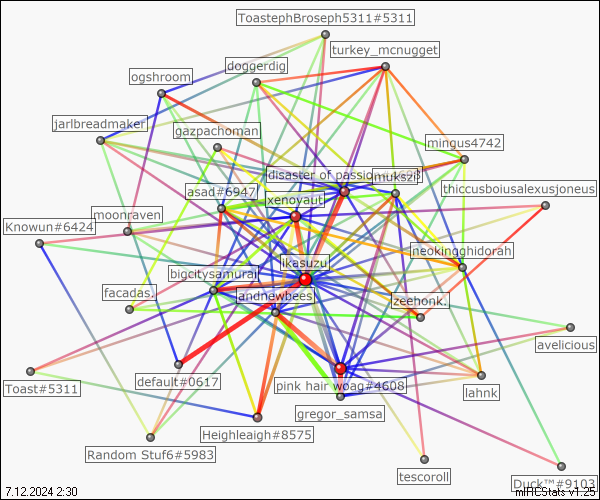 ToastephBroseph5311#5311
turkey_mcnugget
doggerdig
ogshroom
jarlbreadmaker
gazpachoman
mingus4742
disaster of passion
mukszi
asad#6947
thiccusboiusalexusjoneus
xenoyaut
moonraven
Knowun#6424
neokingghidorah
ikasuzu
bigcitysamurai
facadas.
andnewbees
zeehonk.
avelicious
default#0617
Toast#5311
pink hair woag#4608
lahnk
gregor_samsa
Heighleigh#8575
Random Stuf6#5983
tescoroll
Duck™#9103
7.12.2024 2:30
mIRCStats v1.25